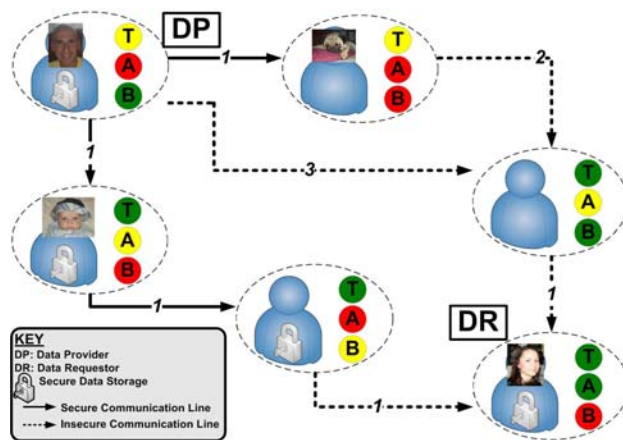 T
DP
A
B
1
T
A
B
2
1
3
T
A
B
T
A
B
1
T
A
B
1
DR
1
T
A
B
KEY
DP: Data Provider
DR: Data Requestor
Secure Data Storage
Secure Communication Line
Insecure Communication Line